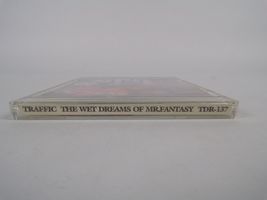 TRAFFIC THE WET DREAMS OF MR.FANTASY TDR-137